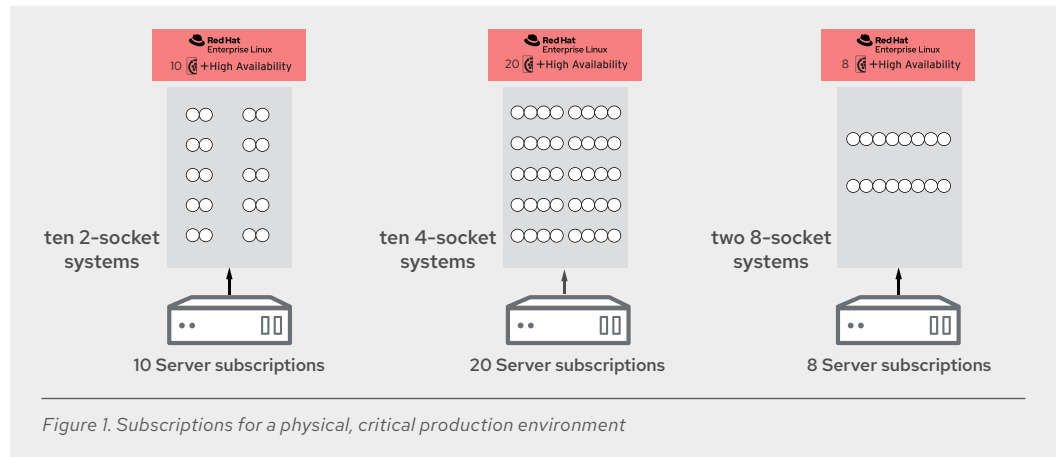 Red Hat
Enterprise Linux
10 +High Availability
Red Hat
Enterprise Linux
20 +High Availability
Red Hat
Enterprise Linux
8 +High Availability
ten 2-socket
systems
ten 4-socket
systems
two 8-socket
systems
10 Server subscriptions
20 Server subscriptions
8 Server subscriptions
Figure 1. Subscriptions for a physical, critical production environment